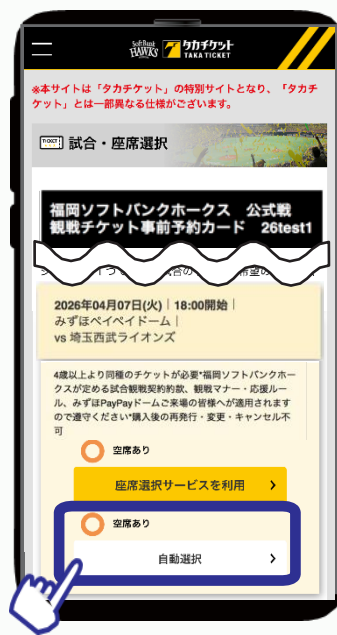 SoftBank
HAWKS
タカチケット
TAKA TICKET
※本サイトは「タカチケット」の特別サイトとなり、「タカチ
ケット」とは一部異なる仕様がございます。
TICKET
試合・座席選択
福岡ソフトバンクホークス 公式戦
観戦チケット事前予約カード 26test1
2026年04月07日(火)｜18:00開始｜
みずほペイペイドーム｜
vs 埼玉西武ライオンズ
4歳以上より同種のチケットが必要*福岡ソフトバンクホー
クスが定める試合観戦契約約款、観戦マナー・応援ルー
ル、みずほPayPayドームご来場の皆様へが適用されます
ので遵守ください*購入後の再発行・変更・キャンセル不
可
空席あり
座席選択サービスを利用
空席あり
自動選択